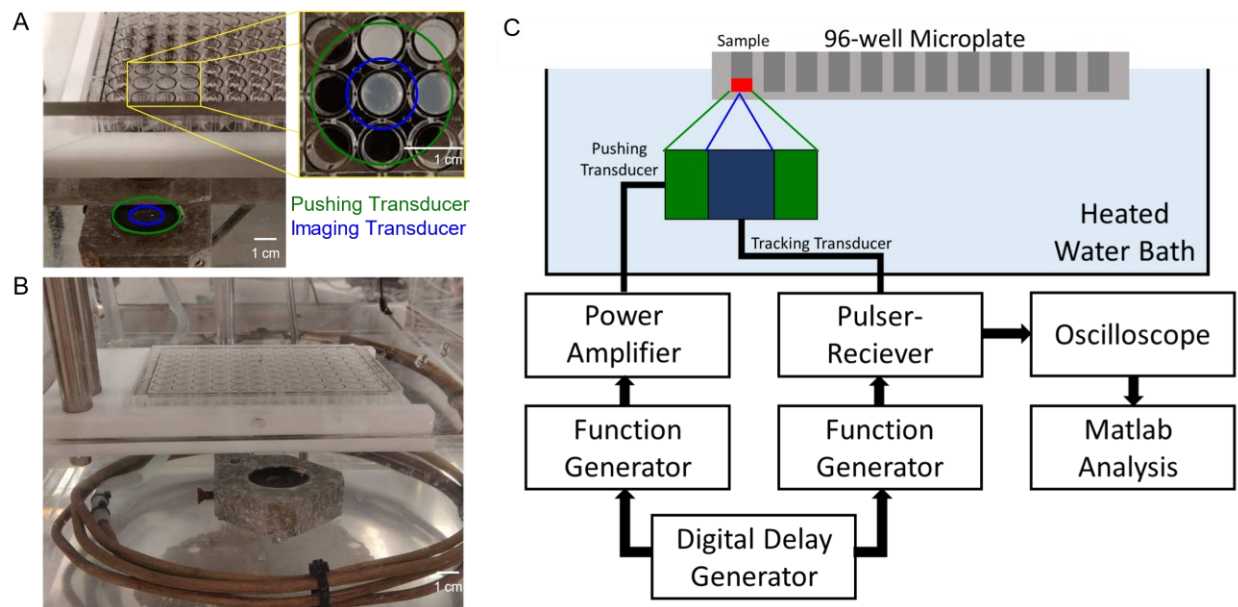 A
1 cm
Pushing Transducer
Imaging Transducer
1 cm
B
1 cm
C
Sample
96-well Microplate
Pushing
Transducer
Tracking Transducer
Heated
Water Bath
Power
Amplifier
Pulser-
Reciever
Oscilloscope
Function
Generator
Function
Generator
Matlab
Analysis
Digital Delay
Generator